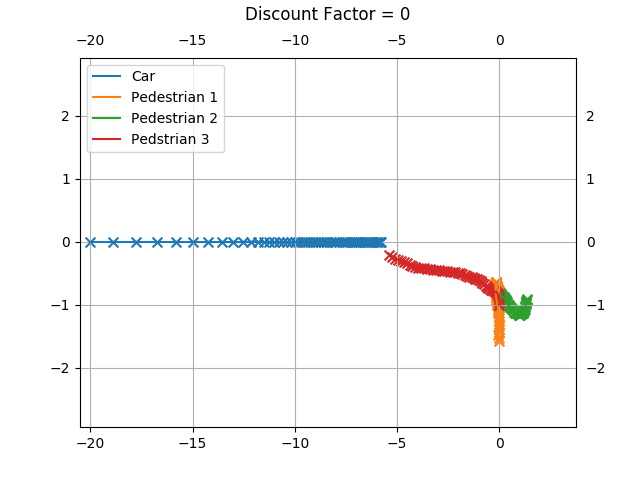 Discount Factor = 0
−20 −15 −10 −5 0
Car
Pedestrian 1
Pedestrian 2
Pedstrian 3
2 2
1 1
0 0
−1 −1
−2 −2
−20 −15 −10 −5 0